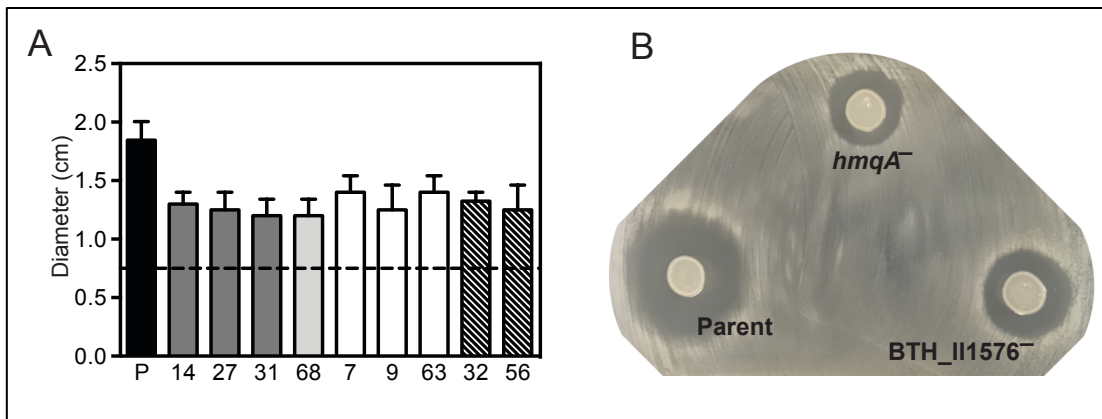 A
Diameter (cm)
2.5
2.0
1.5
1.0
0.5
0.0
P 14 27 31 68 7 9 63 32 56
B
hmqA–
Parent
BTH_II1576–